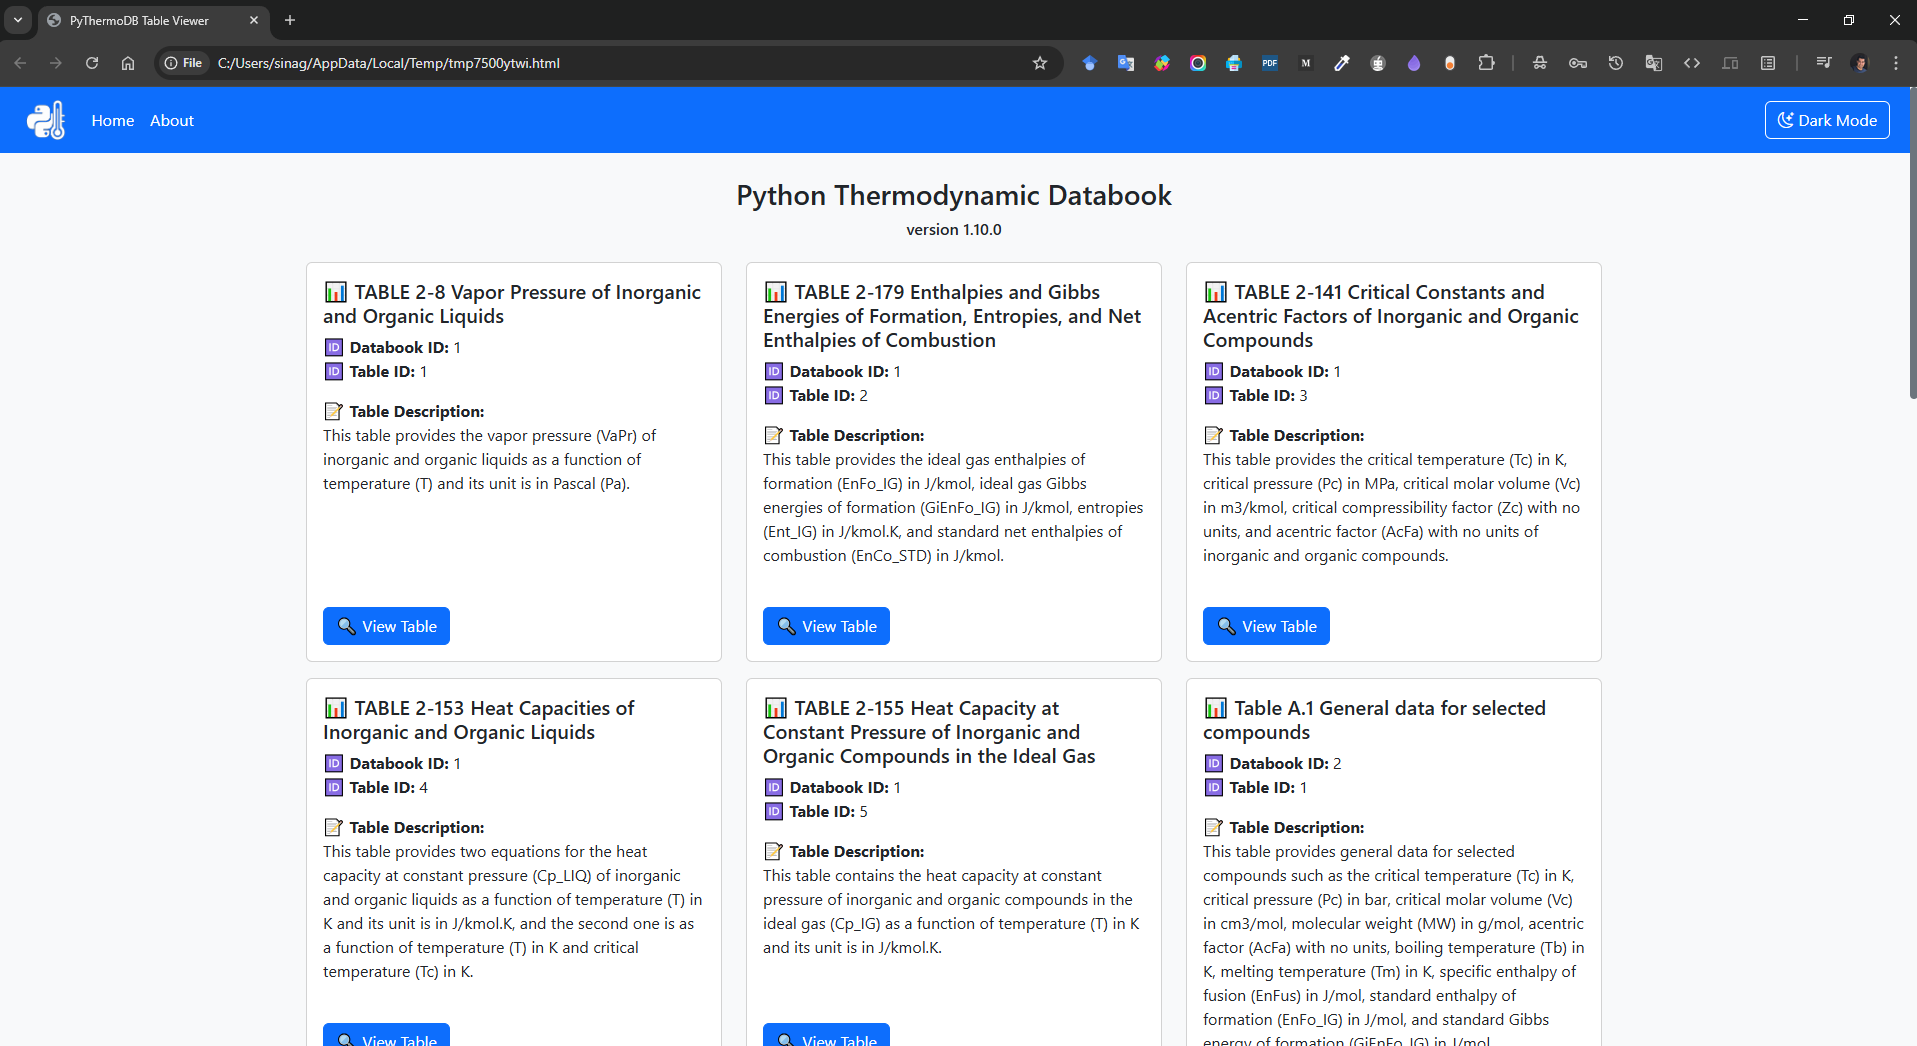 PyThermoDB Table Viewer
File C:/Users/sinag/AppData/Local/Temp/tmp7500ytwi.html
PDF
M
Home About
Dark Mode
Python Thermodynamic Databook
version 1.10.0
TABLE 2-8 Vapor Pressure of Inorganic
and Organic Liquids
ID Databook ID: 1
ID Table ID: 1
Table Description:
This table provides the vapor pressure (VaPr) of
inorganic and organic liquids as a function of
temperature (T) and its unit is in Pascal (Pa).
View Table
TABLE 2-179 Enthalpies and Gibbs
Energies of Formation, Entropies, and Net
Enthalpies of Combustion
ID Databook ID: 1
ID Table ID: 2
Table Description:
This table provides the ideal gas enthalpies of
formation (EnFo_IG) in J/kmol, ideal gas Gibbs
energies of formation (GiEnFo_IG) in J/kmol, entropies
(Ent_IG) in J/kmol.K, and standard net enthalpies of
combustion (EnCo_STD) in J/kmol.
View Table
TABLE 2-141 Critical Constants and
Acentric Factors of Inorganic and Organic
Compounds
ID Databook ID: 1
ID Table ID: 3
Table Description:
This table provides the critical temperature (Tc) in K,
critical pressure (Pc) in MPa, critical molar volume (Vc)
in m3/kmol, critical compressibility factor (Zc) with no
units, and acentric factor (AcFa) with no units of
inorganic and organic compounds.
View Table
TABLE 2-153 Heat Capacities of
Inorganic and Organic Liquids
ID Databook ID: 1
ID Table ID: 4
Table Description:
This table provides two equations for the heat
capacity at constant pressure (Cp_LIQ) of inorganic
and organic liquids as a function of temperature (T) in
K and its unit is in J/kmol.K, and the second one is as
a function of temperature (T) in K and critical
temperature (Tc) in K.
View Table
TABLE 2-155 Heat Capacity at
Constant Pressure of Inorganic and
Organic Compounds in the Ideal Gas
ID Databook ID: 1
ID Table ID: 5
Table Description:
This table contains the heat capacity at constant
pressure of inorganic and organic compounds in the
ideal gas (Cp_IG) as a function of temperature (T) in K
and its unit is in J/kmol.K.
View Table
Table A.1 General data for selected
compounds
ID Databook ID: 2
ID Table ID: 1
Table Description:
This table provides general data for selected
compounds such as the critical temperature (Tc) in K,
critical pressure (Pc) in bar, critical molar volume (Vc)
in cm3/mol, molecular weight (MW) in g/mol, acentric
factor (AcFa) with no units, boiling temperature (Tb) in
K, melting temperature (Tm) in K, specific enthalpy of
fusion (EnFus) in J/mol, standard enthalpy of
formation (EnFo_IG) in J/mol, and standard Gibbs
energy of formation (GiEnFo_IG) in J/mol